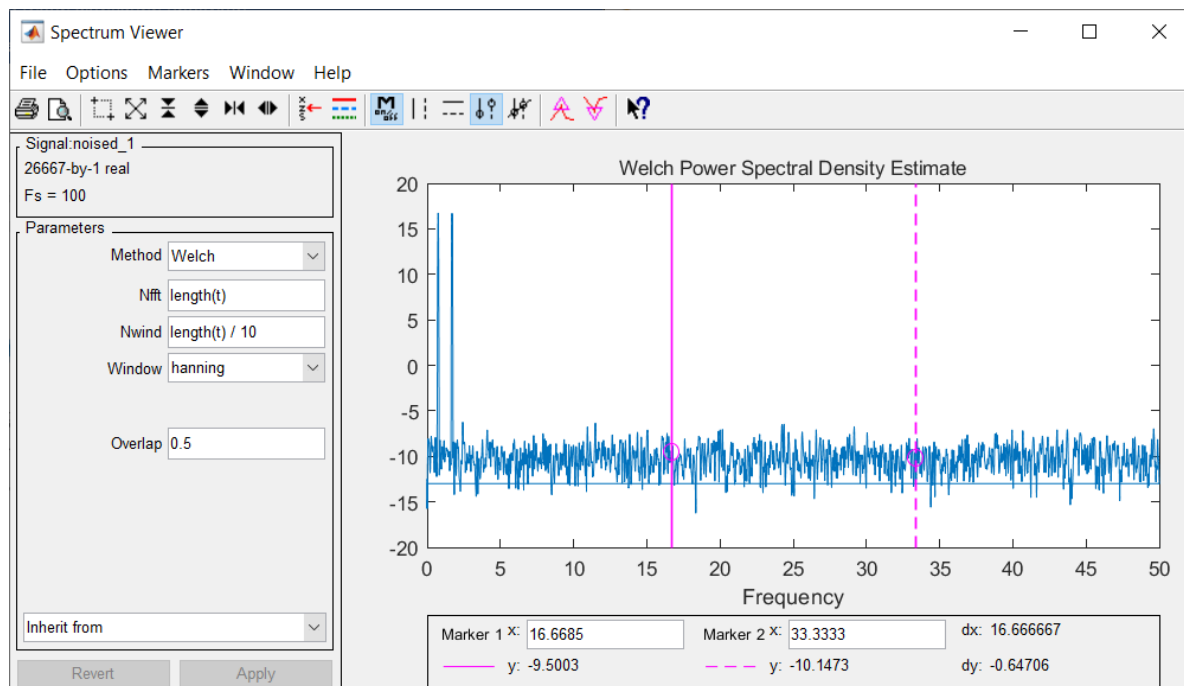 Spectrum Viewer
File Options Markers Window Help
Signal:noised_1
26667-by-1 real
Fs = 100
Parameters
Method Welch
Nfft length(t)
Nwind length(t) / 10
Window hanning
Overlap 0.5
Inherit from
Revert Apply
Welch Power Spectral Density Estimate
20
15
10
5
0
-5
-10
-15
-20
0 5 10 15 20 25 30 35 40 45 50
Frequency
Marker 1 x: 16.6685 Marker 2 x: 33.3333 dx: 16.666667
y: -9.5003 y: -10.1473 dy: -0.64706